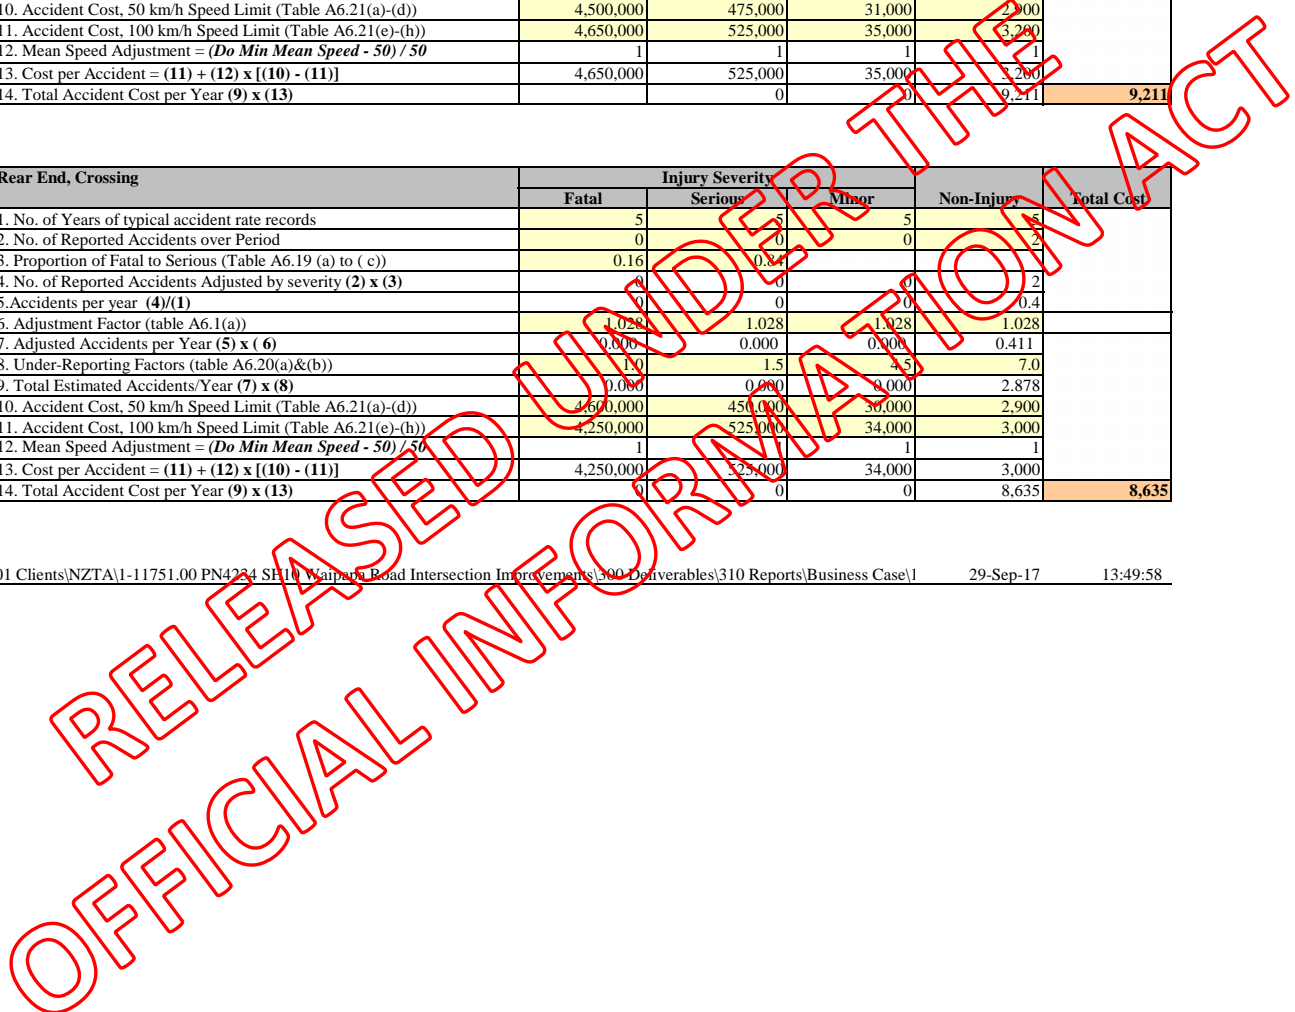 10. Accident Cost, 50 km/h Speed Limit (Table A6.21(a)-(d)) 4,500,000 475,000 31,000 2,900
11. Accident Cost, 100 km/h Speed Limit (Table A6.21(e)-(h)) 4,650,000 525,000 35,000 3,200
12. Mean Speed Adjustment = (Do Min Mean Speed - 50) / 50 1 1 1 1
13. Cost per Accident = (11) + (12) x [(10) - (11)] 4,650,000 525,000 35,000 3,200
14. Total Accident Cost per Year (9) x (13) 0 0 9,211 9,211
Rear End, Crossing Injury Severity
Fatal Serious Minor Non-Injury Total Cost
1. No. of Years of typical accident rate records 5 5 5 5
2. No. of Reported Accidents over Period 0 0 0 2
3. Proportion of Fatal to Serious (Table A6.19 (a) to ( c)) 0.16 0.84
4. No. of Reported Accidents Adjusted by severity (2) x (3) 0 0 0 2
5.Accidents per year (4)/(1) 0 0 0 0.4
6. Adjustment Factor (table A6.1(a)) 1.028 1.028 1.028 1.028
7. Adjusted Accidents per Year (5) x ( 6) 0.000 0.000 0.000 0.411
8. Under-Reporting Factors (table A6.20(a)&(b)) 1.0 1.5 4.5 7.0
9. Total Estimated Accidents/Year (7) x (8) 0.000 0.000 0.000 2.878
10. Accident Cost, 50 km/h Speed Limit (Table A6.21(a)-(d)) 4,600,000 450,000 30,000 2,900
11. Accident Cost, 100 km/h Speed Limit (Table A6.21(e)-(h)) 4,250,000 525,000 34,000 3,000
12. Mean Speed Adjustment = (Do Min Mean Speed - 50) / 50 1 1 1
13. Cost per Accident = (11) + (12) x [(10) - (11)] 4,250,000 525,000 34,000 3,000
14. Total Accident Cost per Year (9) x (13) 0 0 0 8,635 8,635
01 Clients\NZTA\1-11751.00 PN4234 SH10 Waipapa Road Intersection Improvements\300 Deliverables\310 Reports\Business Case\1 29-Sep-17 13:49:58
RELEASED UNDER THE
OFFICIAL INFORMATION ACT